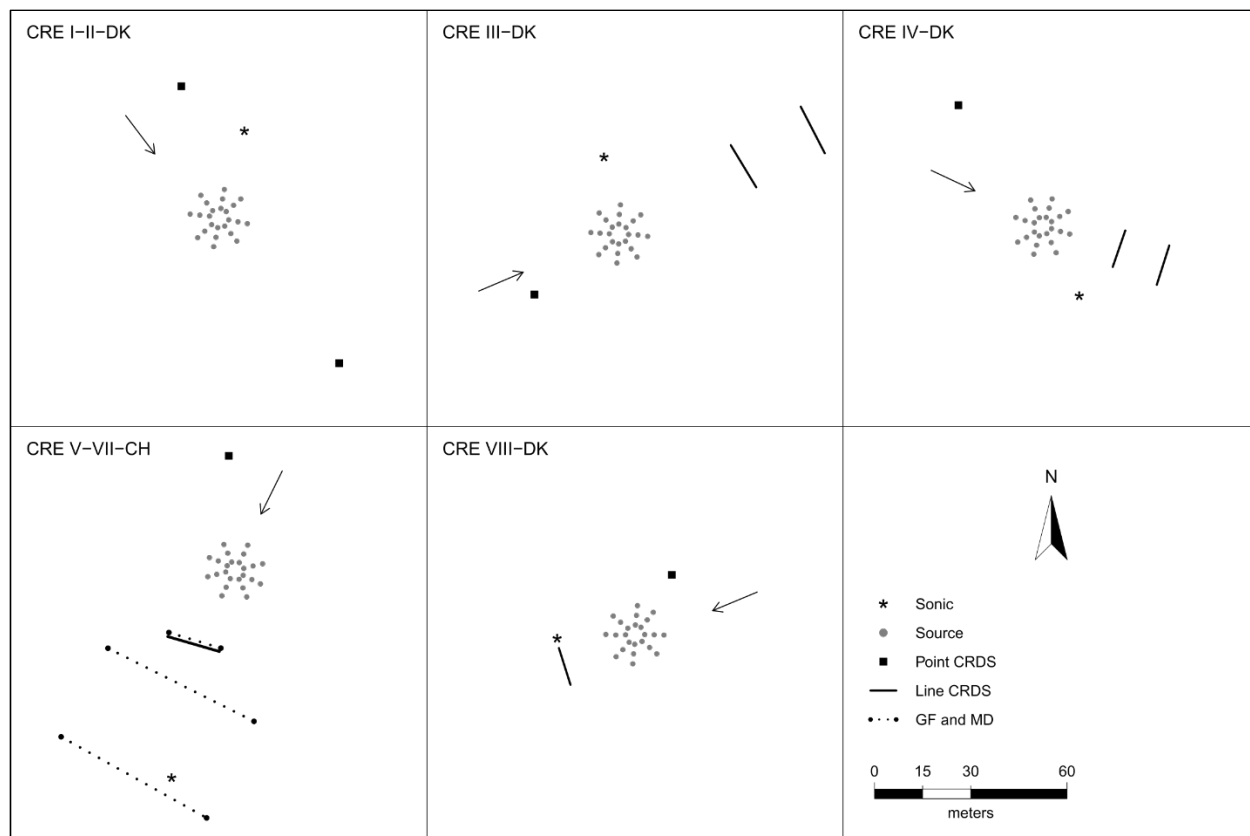 CRE I−II−DK
CRE III−DK
CRE IV−DK
CRE V−VII−CH
CRE VIII−DK
N
Sonic
Source
Point CRDS
Line CRDS
GF and MD
0 15 30 60
meters